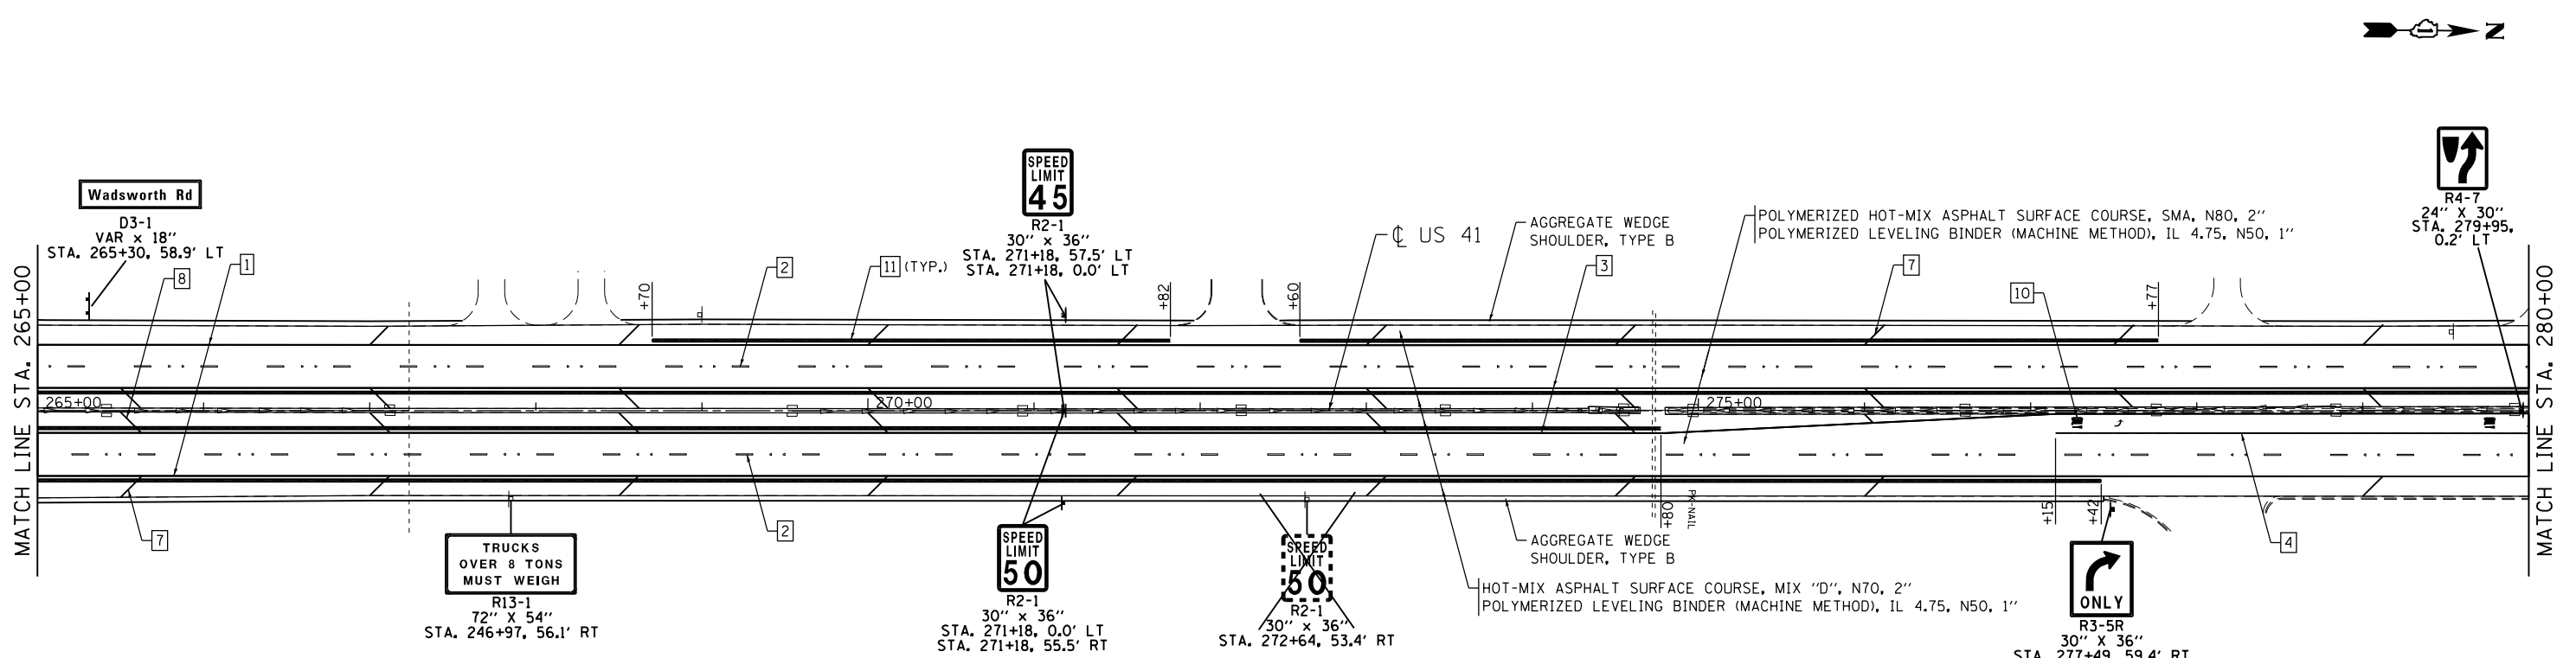 N
Wadsworth Rd
D3-1
VAR x 18"
STA. 265+30, 58.9' LT
MATCH LINE STA. 265+00
8
1
2
11 (TYP.)
+70
+82
+60
+77
SPEED
LIMIT
45
R2-1
30" x 36"
STA. 271+18, 57.5' LT
STA. 271+18, 0.0' LT
℄ US 41
AGGREGATE WEDGE
SHOULDER, TYPE B
3
POLYMERIZED HOT-MIX ASPHALT SURFACE COURSE, SMA, N80, 2"
POLYMERIZED LEVELING BINDER (MACHINE METHOD), IL 4.75, N50, 1"
7
10
R4-7
24" X 30"
STA. 279+95,
0.2' LT
MATCH LINE STA. 280+00
265+00
270+00
275+00
7
TRUCKS
OVER 8 TONS
MUST WEIGH
R13-1
72" X 54"
STA. 246+97, 56.1' RT
2
SPEED
LIMIT
50
R2-1
30" x 36"
STA. 271+18, 0.0' LT
STA. 271+18, 55.5' RT
SPEED
LIMIT
50
R2-1
30" x 36"
STA. 272+64, 53.4' RT
AGGREGATE WEDGE
SHOULDER, TYPE B
HOT-MIX ASPHALT SURFACE COURSE, MIX "D", N70, 2"
POLYMERIZED LEVELING BINDER (MACHINE METHOD), IL 4.75, N50, 1"
+80
PK-NAIL
+15
+42
4
ONLY
R3-5R
30" X 36"
STA. 277+49, 59.4' RT